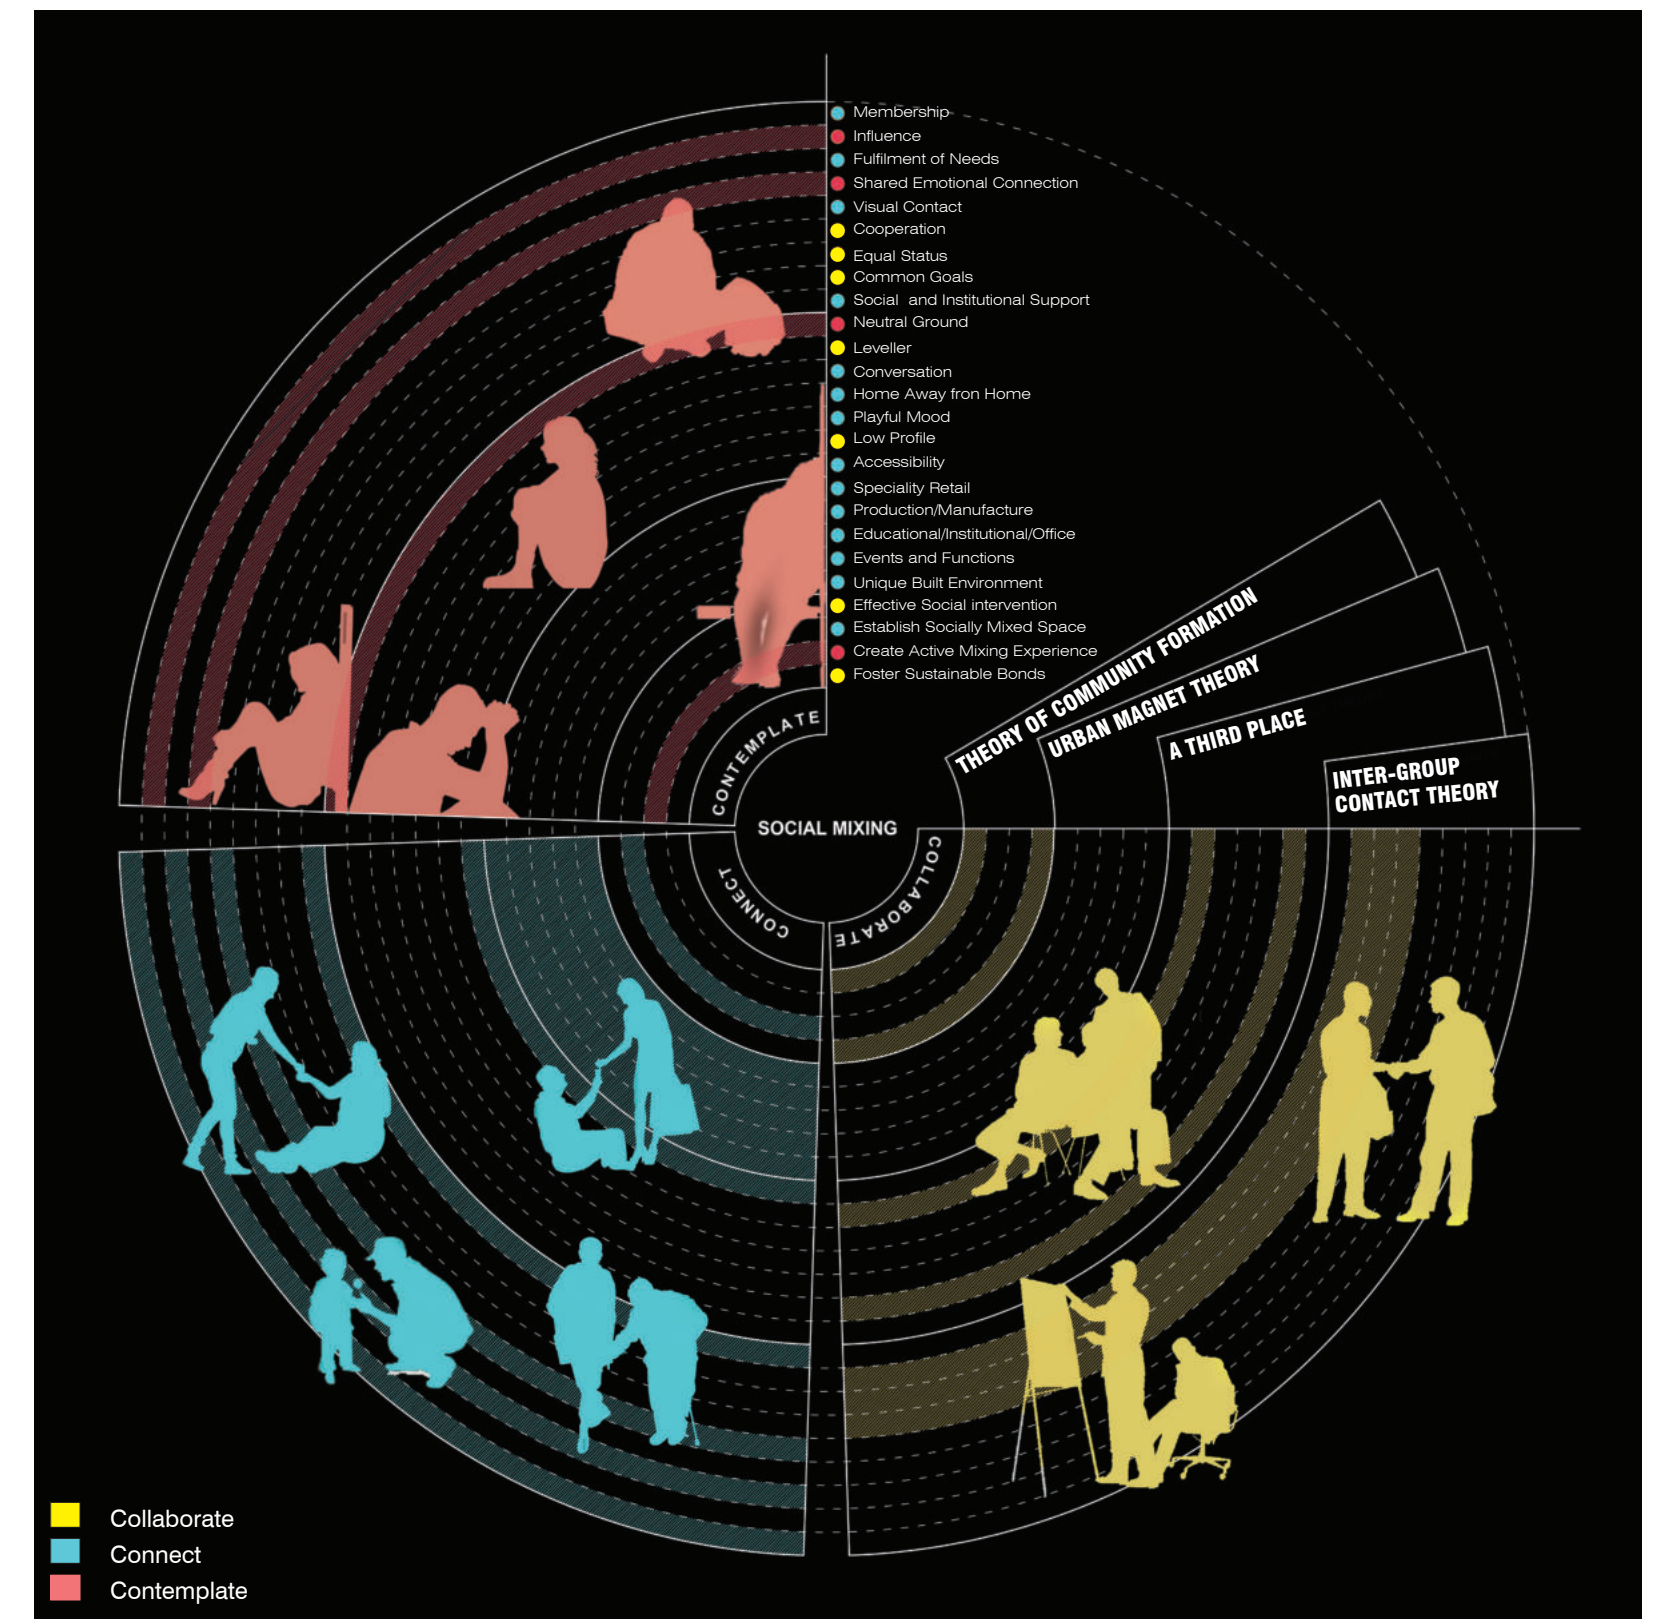 Membership
Influence
Fulfilment of Needs
Shared Emotional Connection
Visual Contact
Cooperation
Equal Status
Common Goals
Social and Institutional Support
Neutral Ground
Leveller
Conversation
Home Away fron Home
Playful Mood
Low Profile
Accessibility
Speciality Retail
Production/Manufacture
Educational/Institutional/Office
Events and Functions
Unique Built Environment
Effective Social intervention
Establish Socially Mixed Space
Create Active Mixing Experience
Foster Sustainable Bonds
THEORY OF COMMUNITY FORMATION
URBAN MAGNET THEORY
A THIRD PLACE
INTER-GROUP
CONTACT THEORY
CONTEMPLATE
SOCIAL MIXING
CONNECT
COLLABORATE
Collaborate
Connect
Contemplate